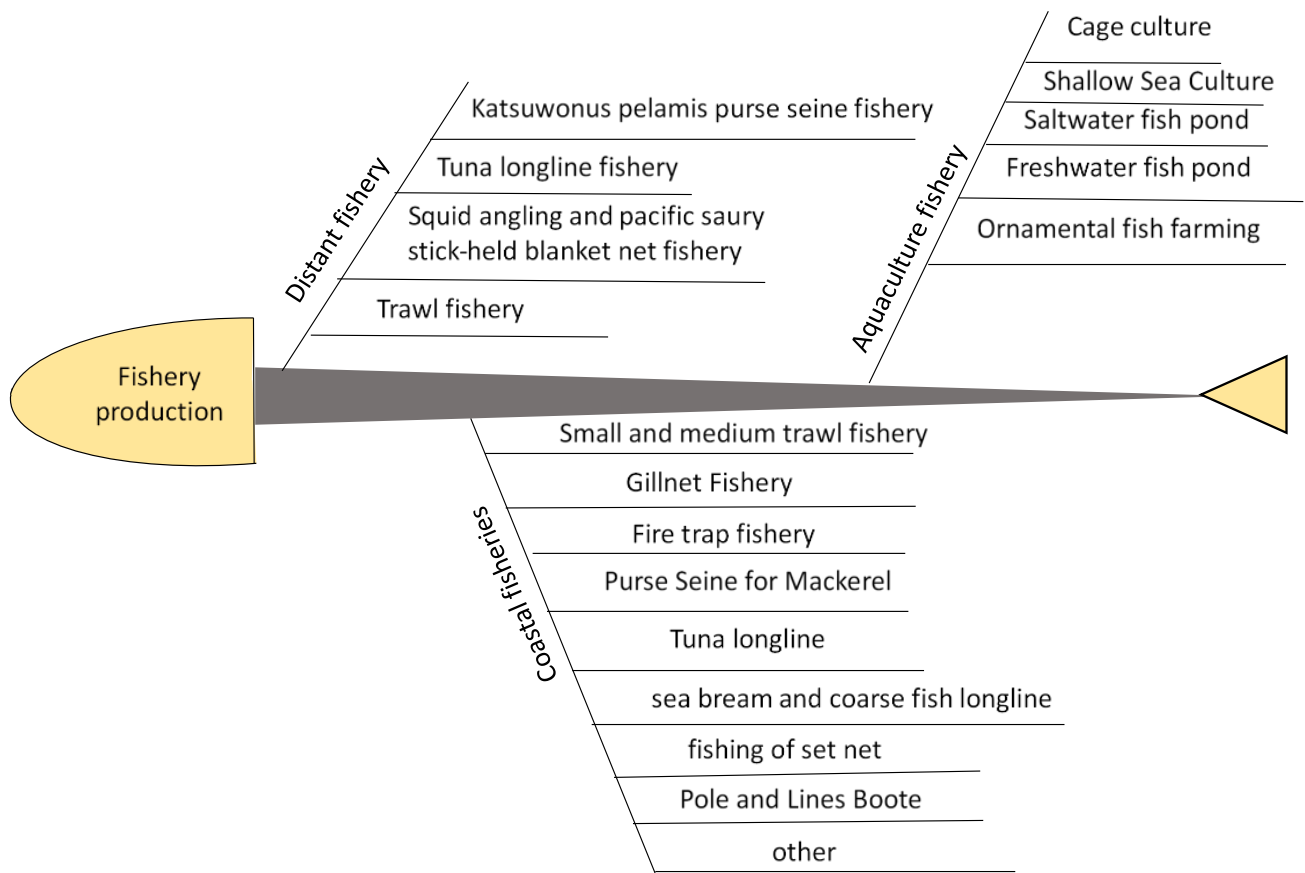 Fishery
production
Distant fishery
Katsuwonus pelamis purse seine fishery
Tuna longline fishery
Squid angling and pacific saury
stick-held blanket net fishery
Trawl fishery
Aquaculture fishery
Cage culture
Shallow Sea Culture
Saltwater fish pond
Freshwater fish pond
Ornamental fish farming
Coastal fisheries
Small and medium trawl fishery
Gillnet Fishery
Fire trap fishery
Purse Seine for Mackerel
Tuna longline
sea bream and coarse fish longline
fishing of set net
Pole and Lines Boote
other